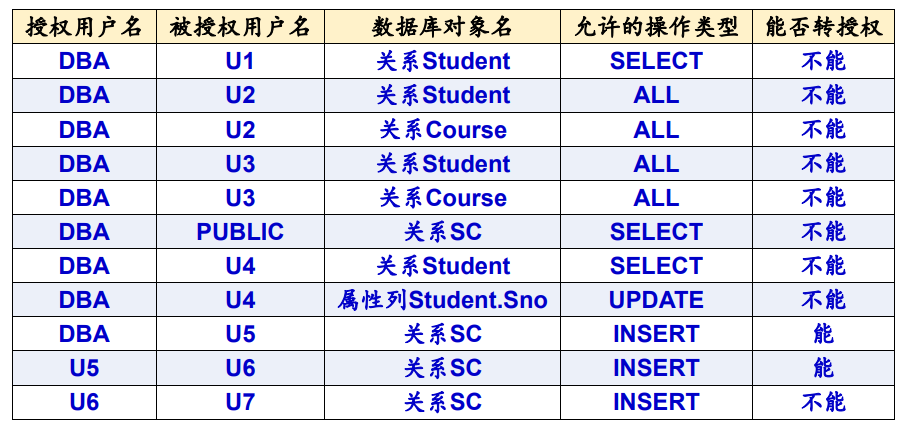 授权用户名 被授权用户名 数据库对象名 允许的操作类型 能否转授权
DBA U1 关系Student SELECT 不能
DBA U2 关系Student ALL 不能
DBA U2 关系Course ALL 不能
DBA U3 关系Student ALL 不能
DBA U3 关系Course ALL 不能
DBA PUBLIC 关系SC SELECT 不能
DBA U4 关系Student SELECT 不能
DBA U4 属性列Student.Sno UPDATE 不能
DBA U5 关系SC INSERT 能
U5 U6 关系SC INSERT 能
U6 U7 关系SC INSERT 不能